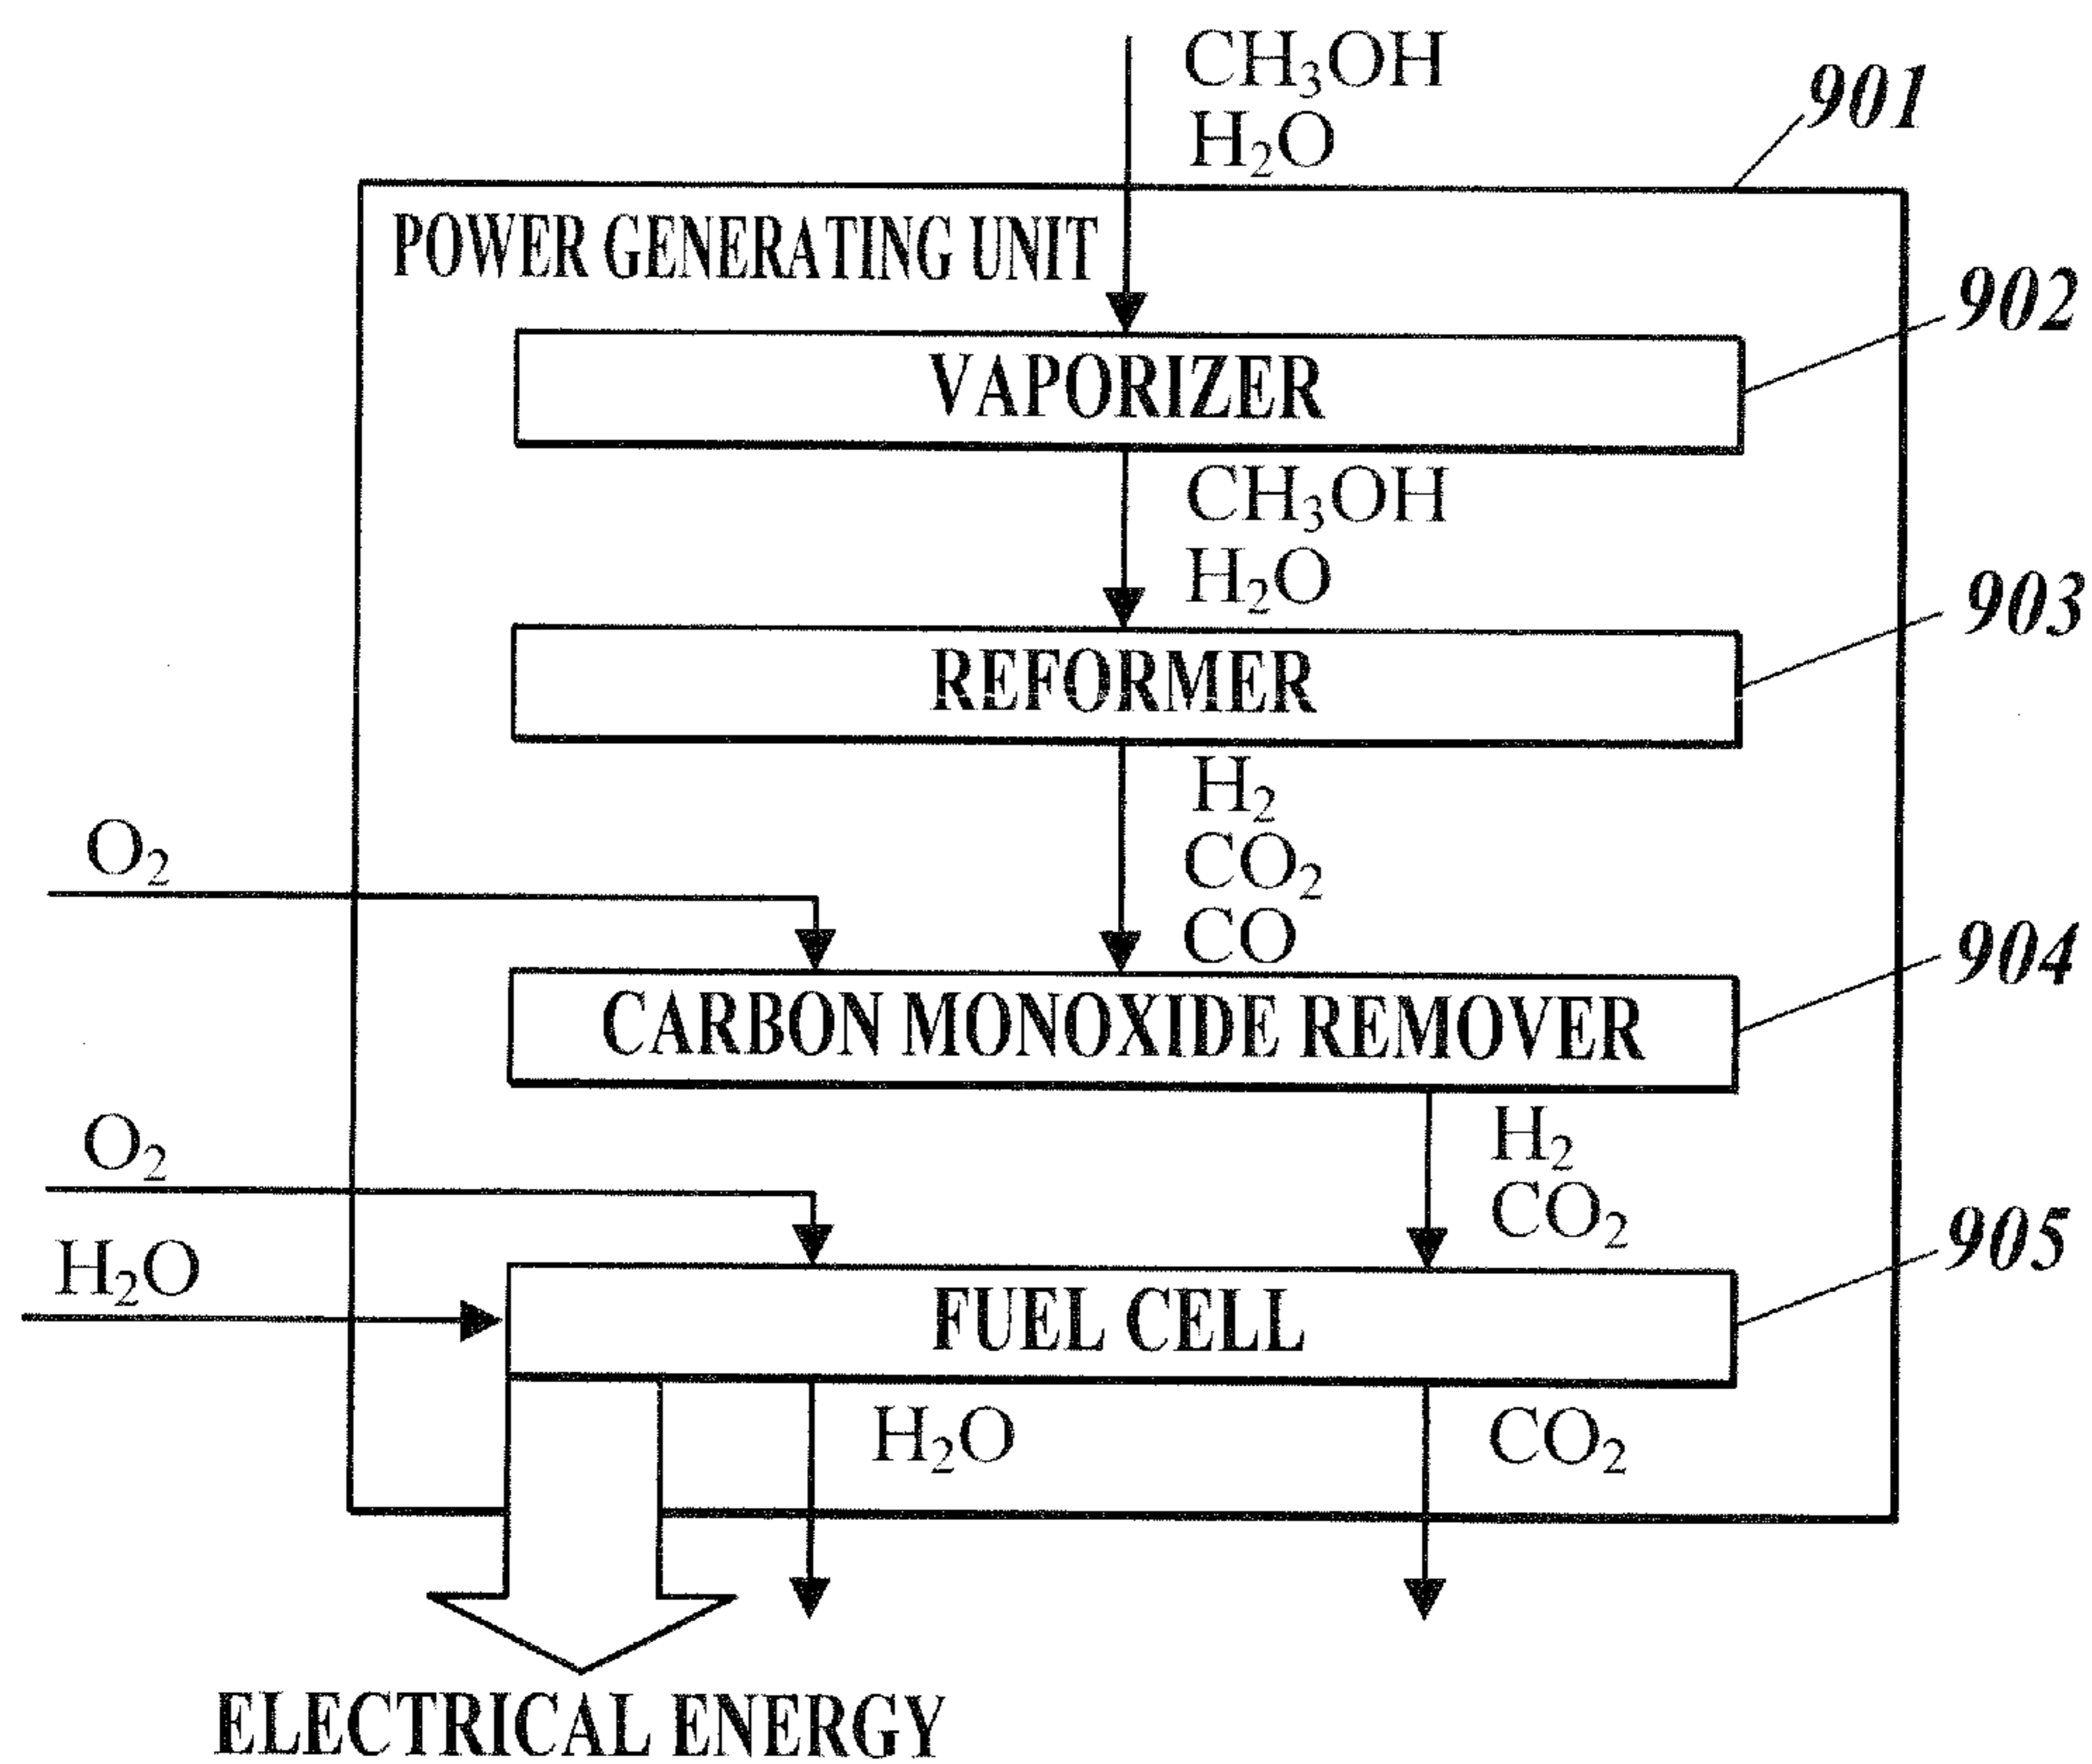 CH₃OH
H₂O
901
POWER GENERATING UNIT
902
VAPORIZER
CH₃OH
H₂O
903
REFORMER
H₂
CO₂
CO
O₂
904
CARBON MONOXIDE REMOVER
H₂
CO₂
O₂
H₂O
905
FUEL CELL
H₂O
CO₂
ELECTRICAL ENERGY